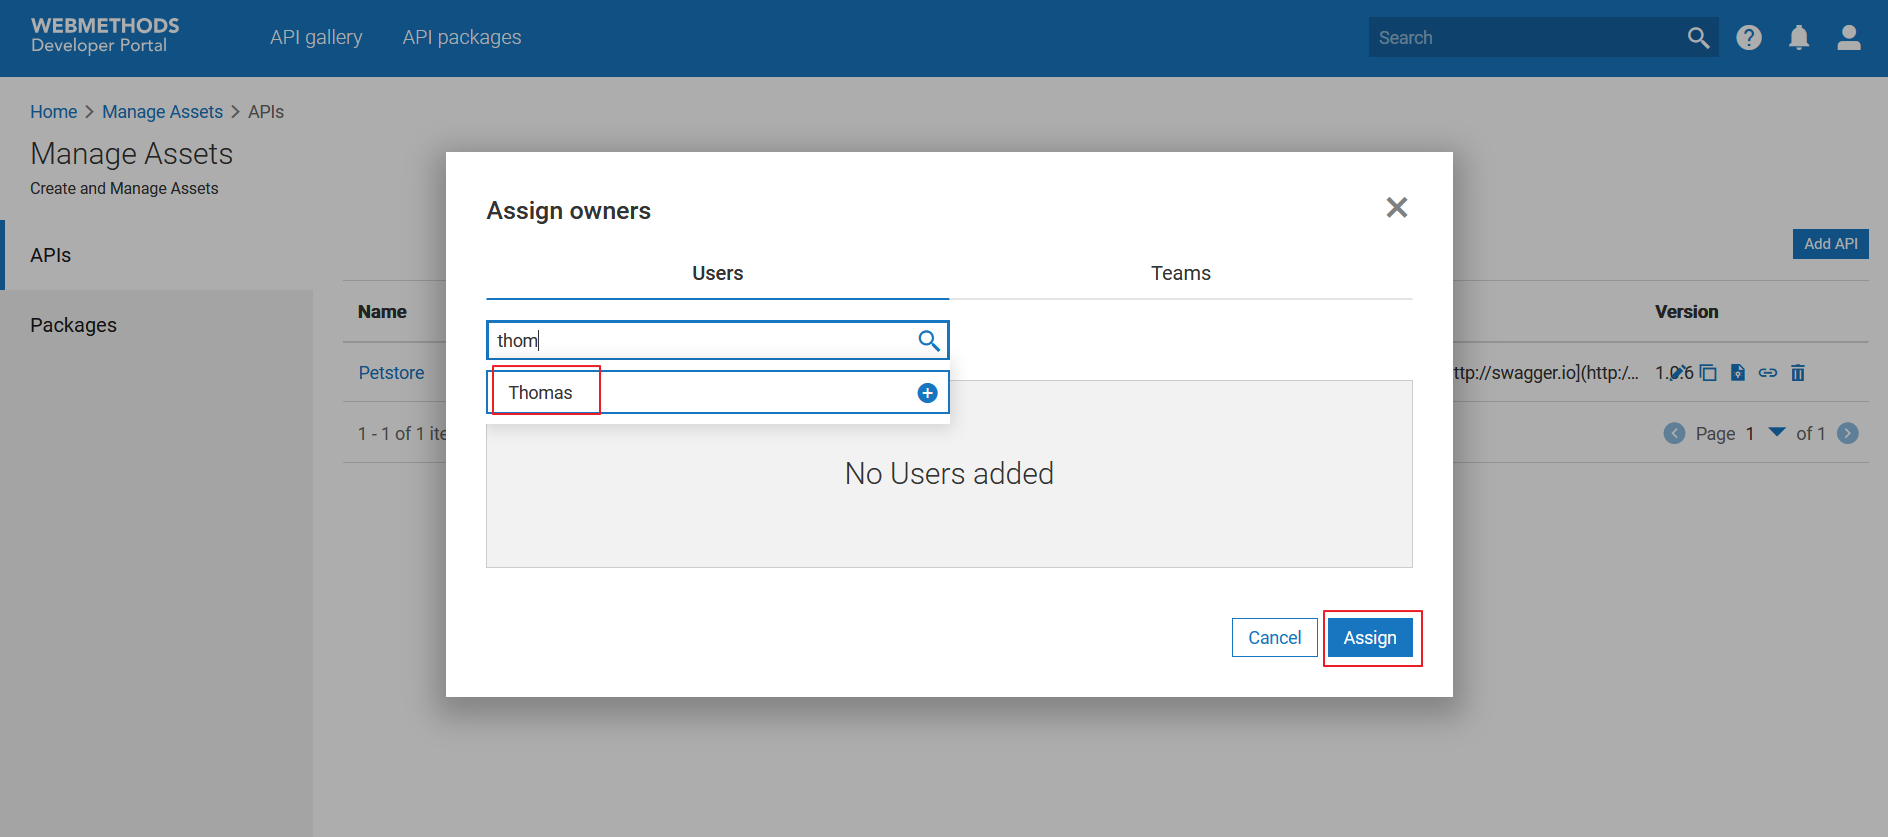 WEBMETHODS
Developer Portal
API gallery
API packages
Search
Home > Manage Assets > APIs
Manage Assets
Create and Manage Assets
APIs
Packages
Add API
Name
Version
Petstore
ttp://swagger.io](http:/...
1.0.6
1 - 1 of 1 ite
Page 1 of 1
Assign owners
Users
Teams
thom
Thomas
No Users added
Cancel
Assign